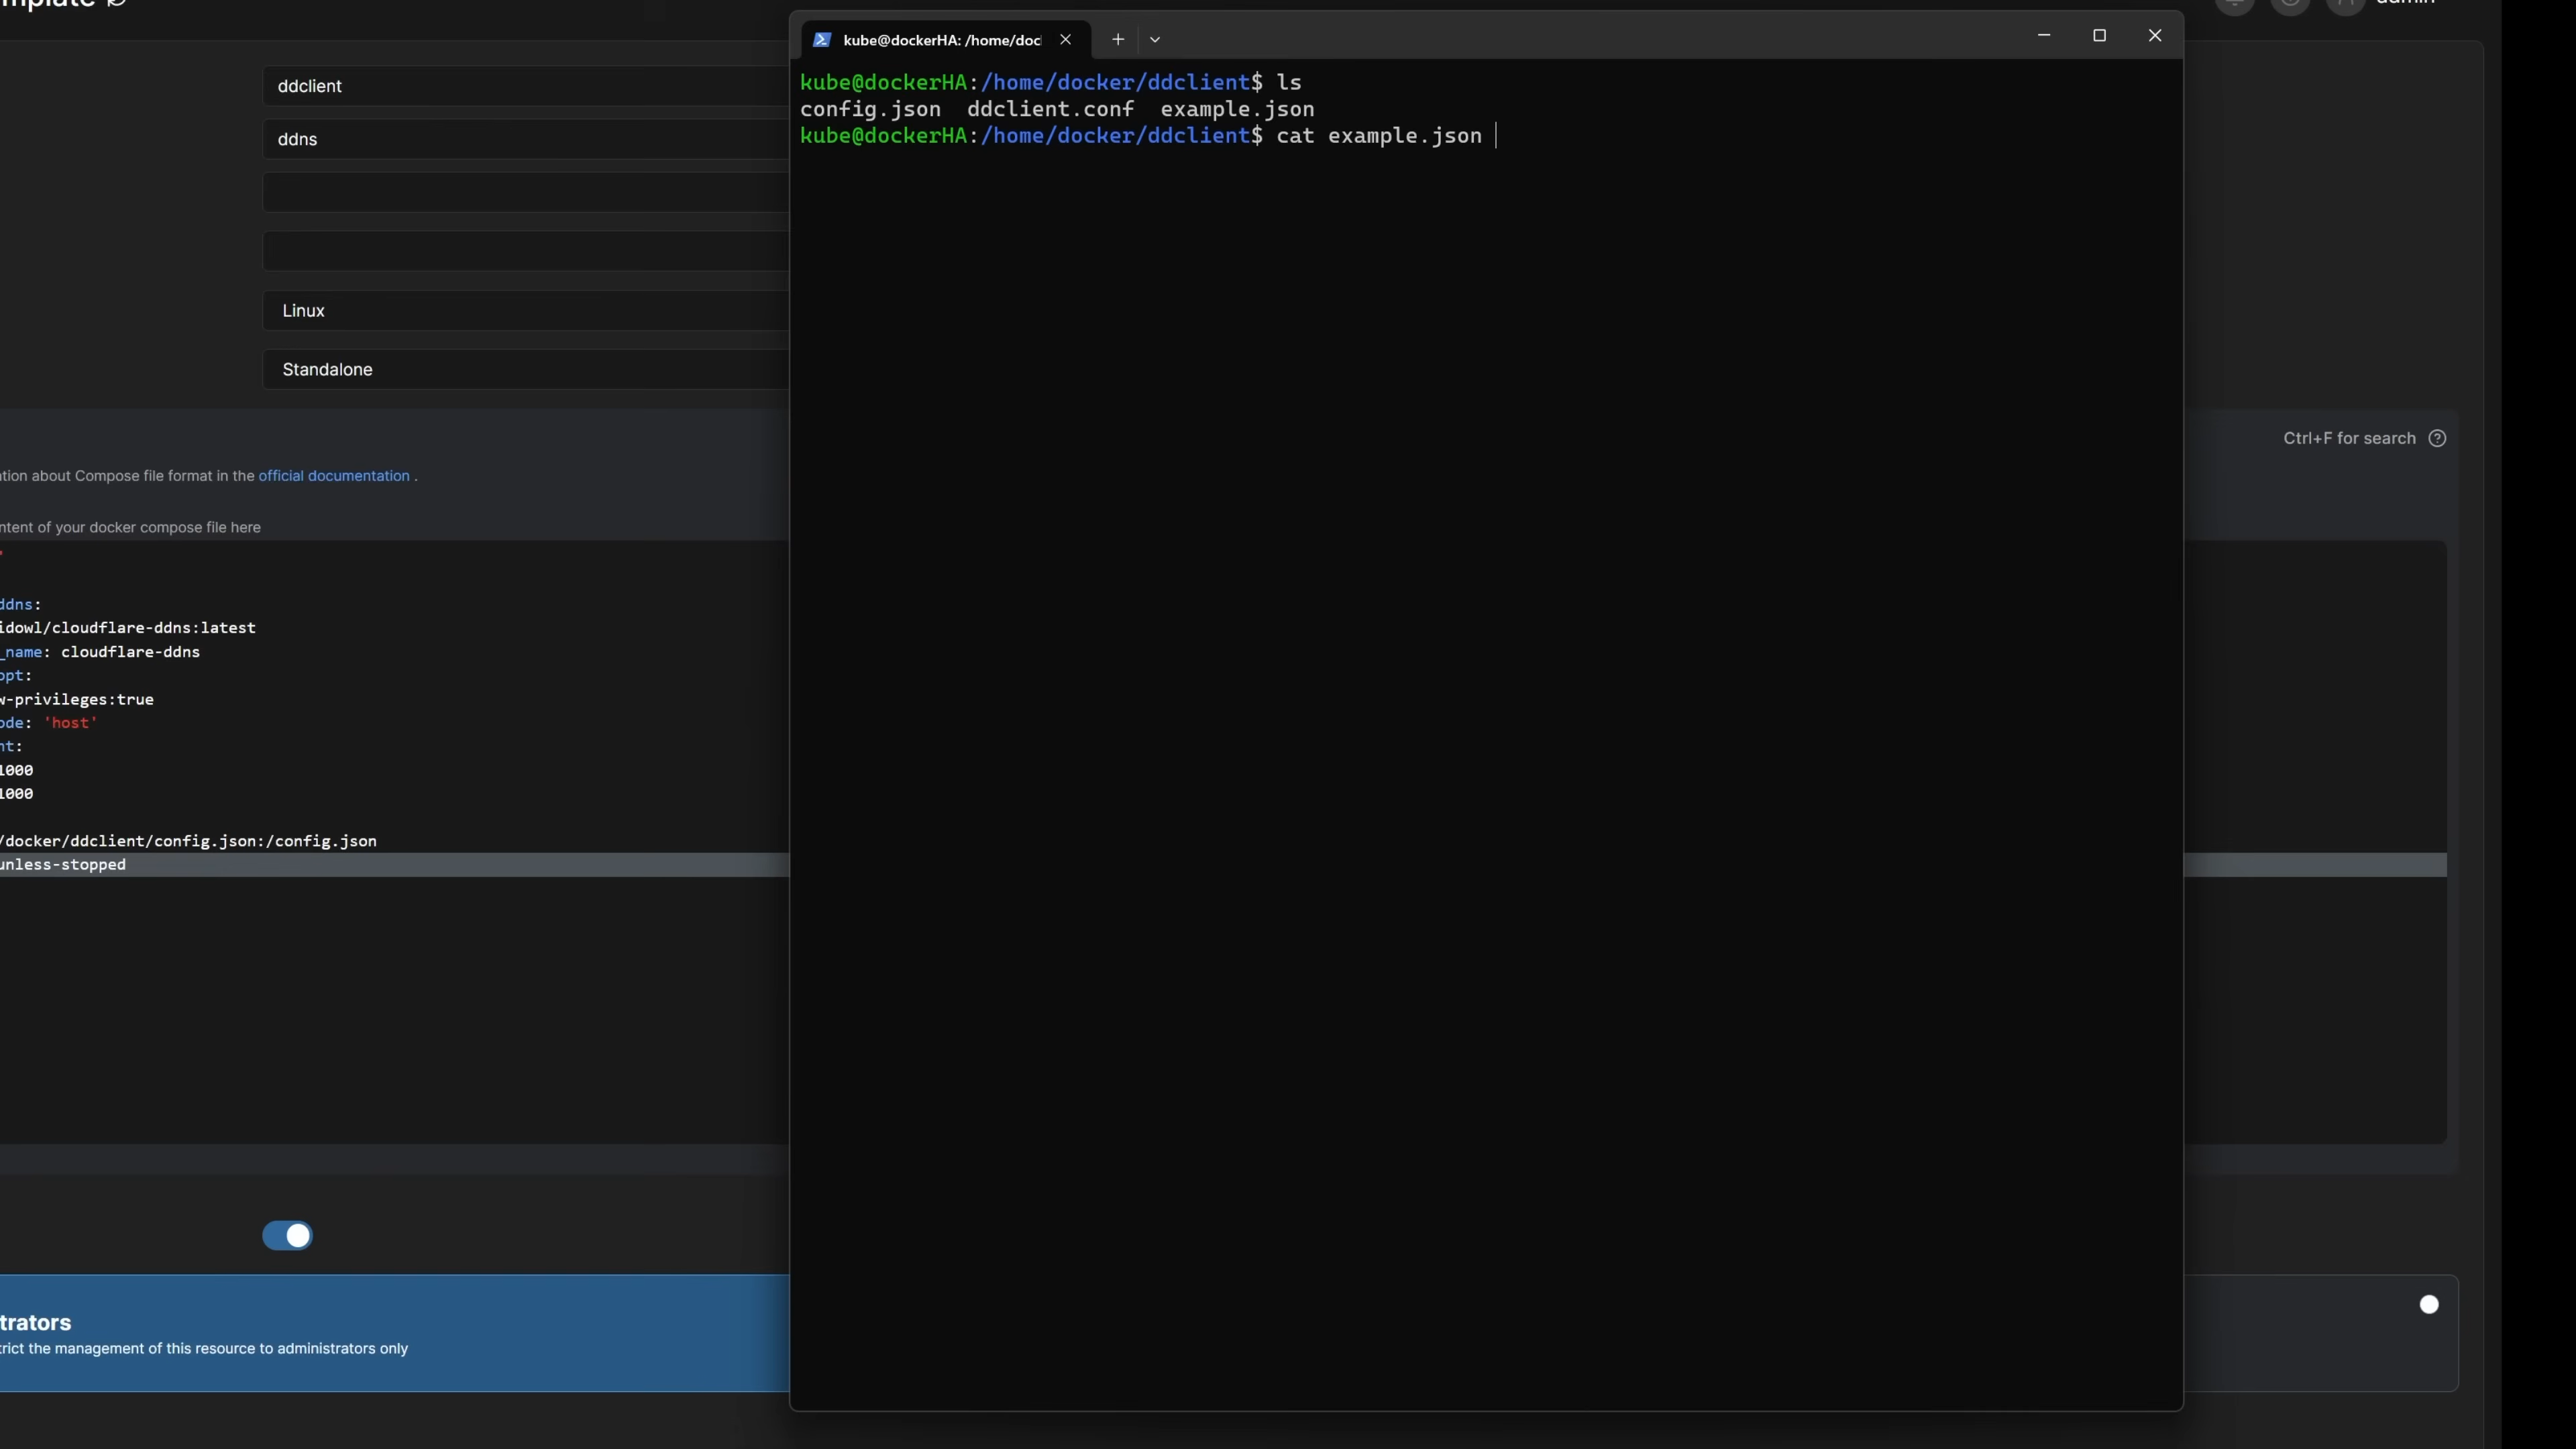 mplate
admin
ddclient
ddns
Linux
Standalone
Ctrl+F for search
ation about Compose file format in the official documentation .
ntent of your docker compose file here
ddns:
idowl/cloudflare-ddns:latest
_name: cloudflare-ddns
opt:
w-privileges:true
ode: 'host'
nt:
1000
1000
/docker/ddclient/config.json:/config.json
unless-stopped
trators
trict the management of this resource to administrators only
kube@dockerHA: /home/doc
kube@dockerHA:/home/docker/ddclient$ ls
config.json  ddclient.conf  example.json
kube@dockerHA:/home/docker/ddclient$ cat example.json